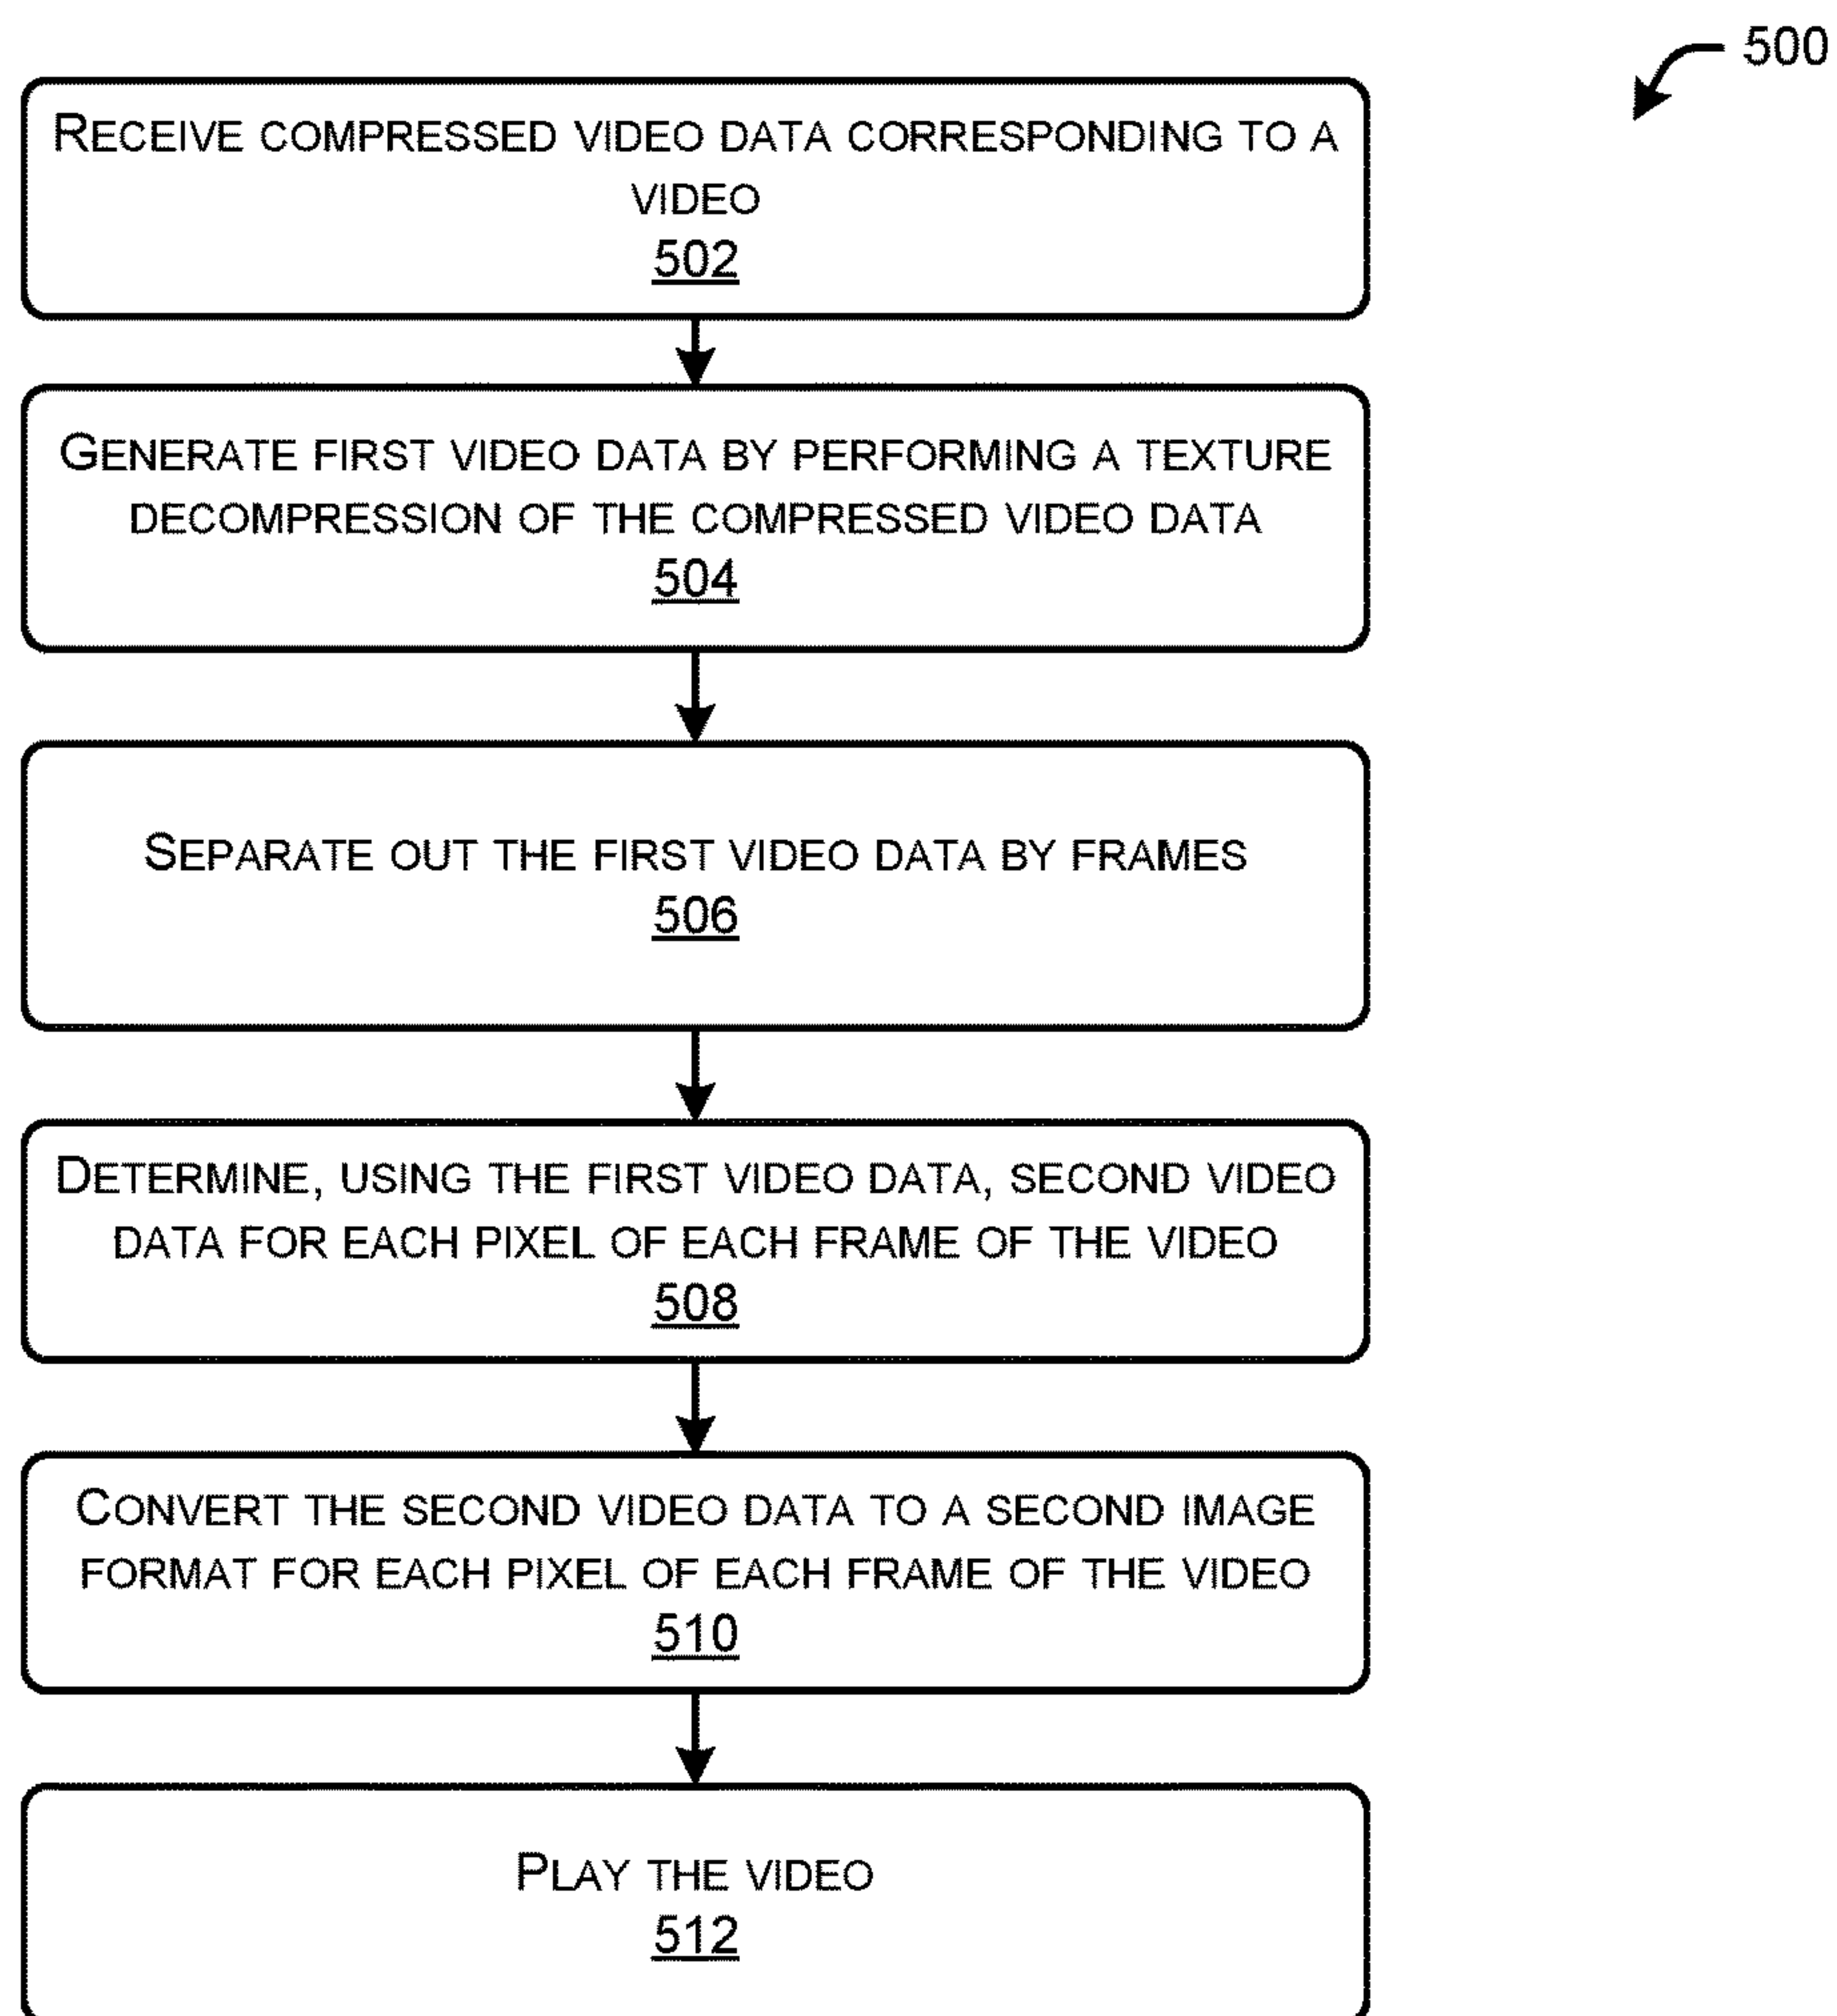 500
RECEIVE COMPRESSED VIDEO DATA CORRESPONDING TO A
VIDEO
502
GENERATE FIRST VIDEO DATA BY PERFORMING A TEXTURE
DECOMPRESSION OF THE COMPRESSED VIDEO DATA
504
SEPARATE OUT THE FIRST VIDEO DATA BY FRAMES
506
DETERMINE, USING THE FIRST VIDEO DATA, SECOND VIDEO
DATA FOR EACH PIXEL OF EACH FRAME OF THE VIDEO
508
CONVERT THE SECOND VIDEO DATA TO A SECOND IMAGE
FORMAT FOR EACH PIXEL OF EACH FRAME OF THE VIDEO
510
PLAY THE VIDEO
512